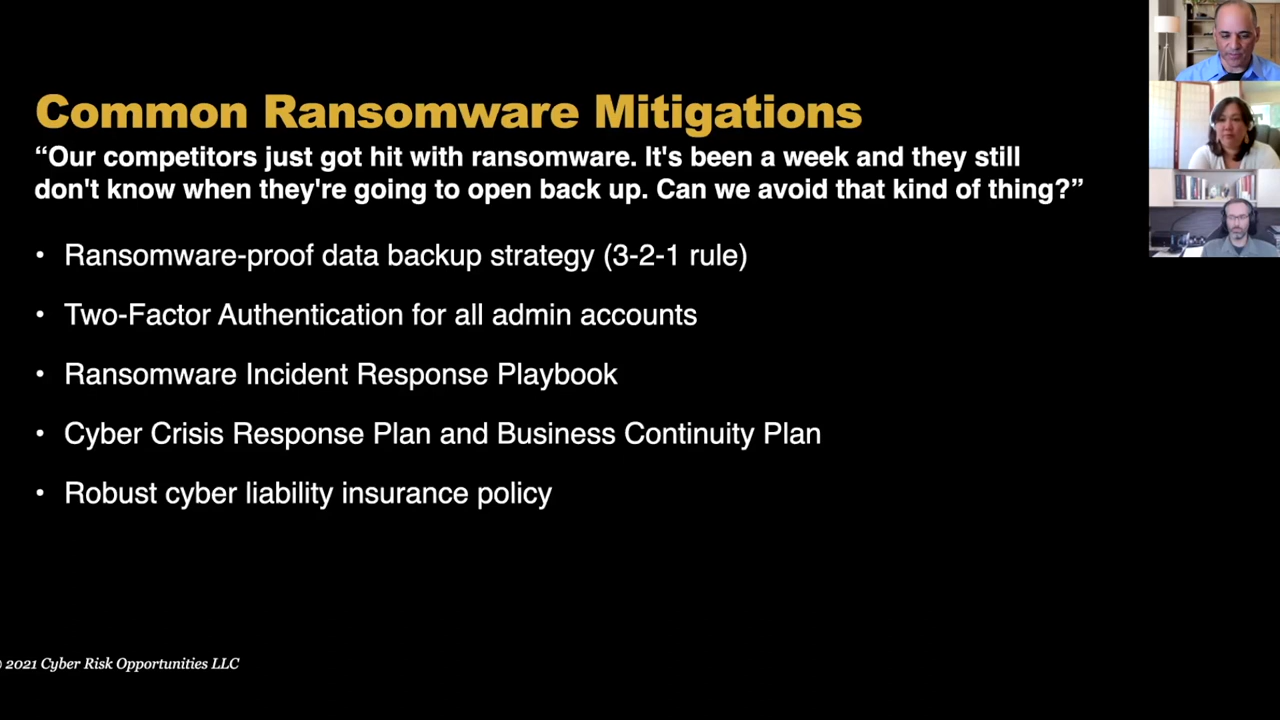 Common Ransomware Mitigations
“Our competitors just got hit with ransomware. It's been a week and they still
don't know when they're going to open back up. Can we avoid that kind of thing?”
• Ransomware-proof data backup strategy (3-2-1 rule)
• Two-Factor Authentication for all admin accounts
• Ransomware Incident Response Playbook
• Cyber Crisis Response Plan and Business Continuity Plan
• Robust cyber liability insurance policy
© 2021 Cyber Risk Opportunities LLC